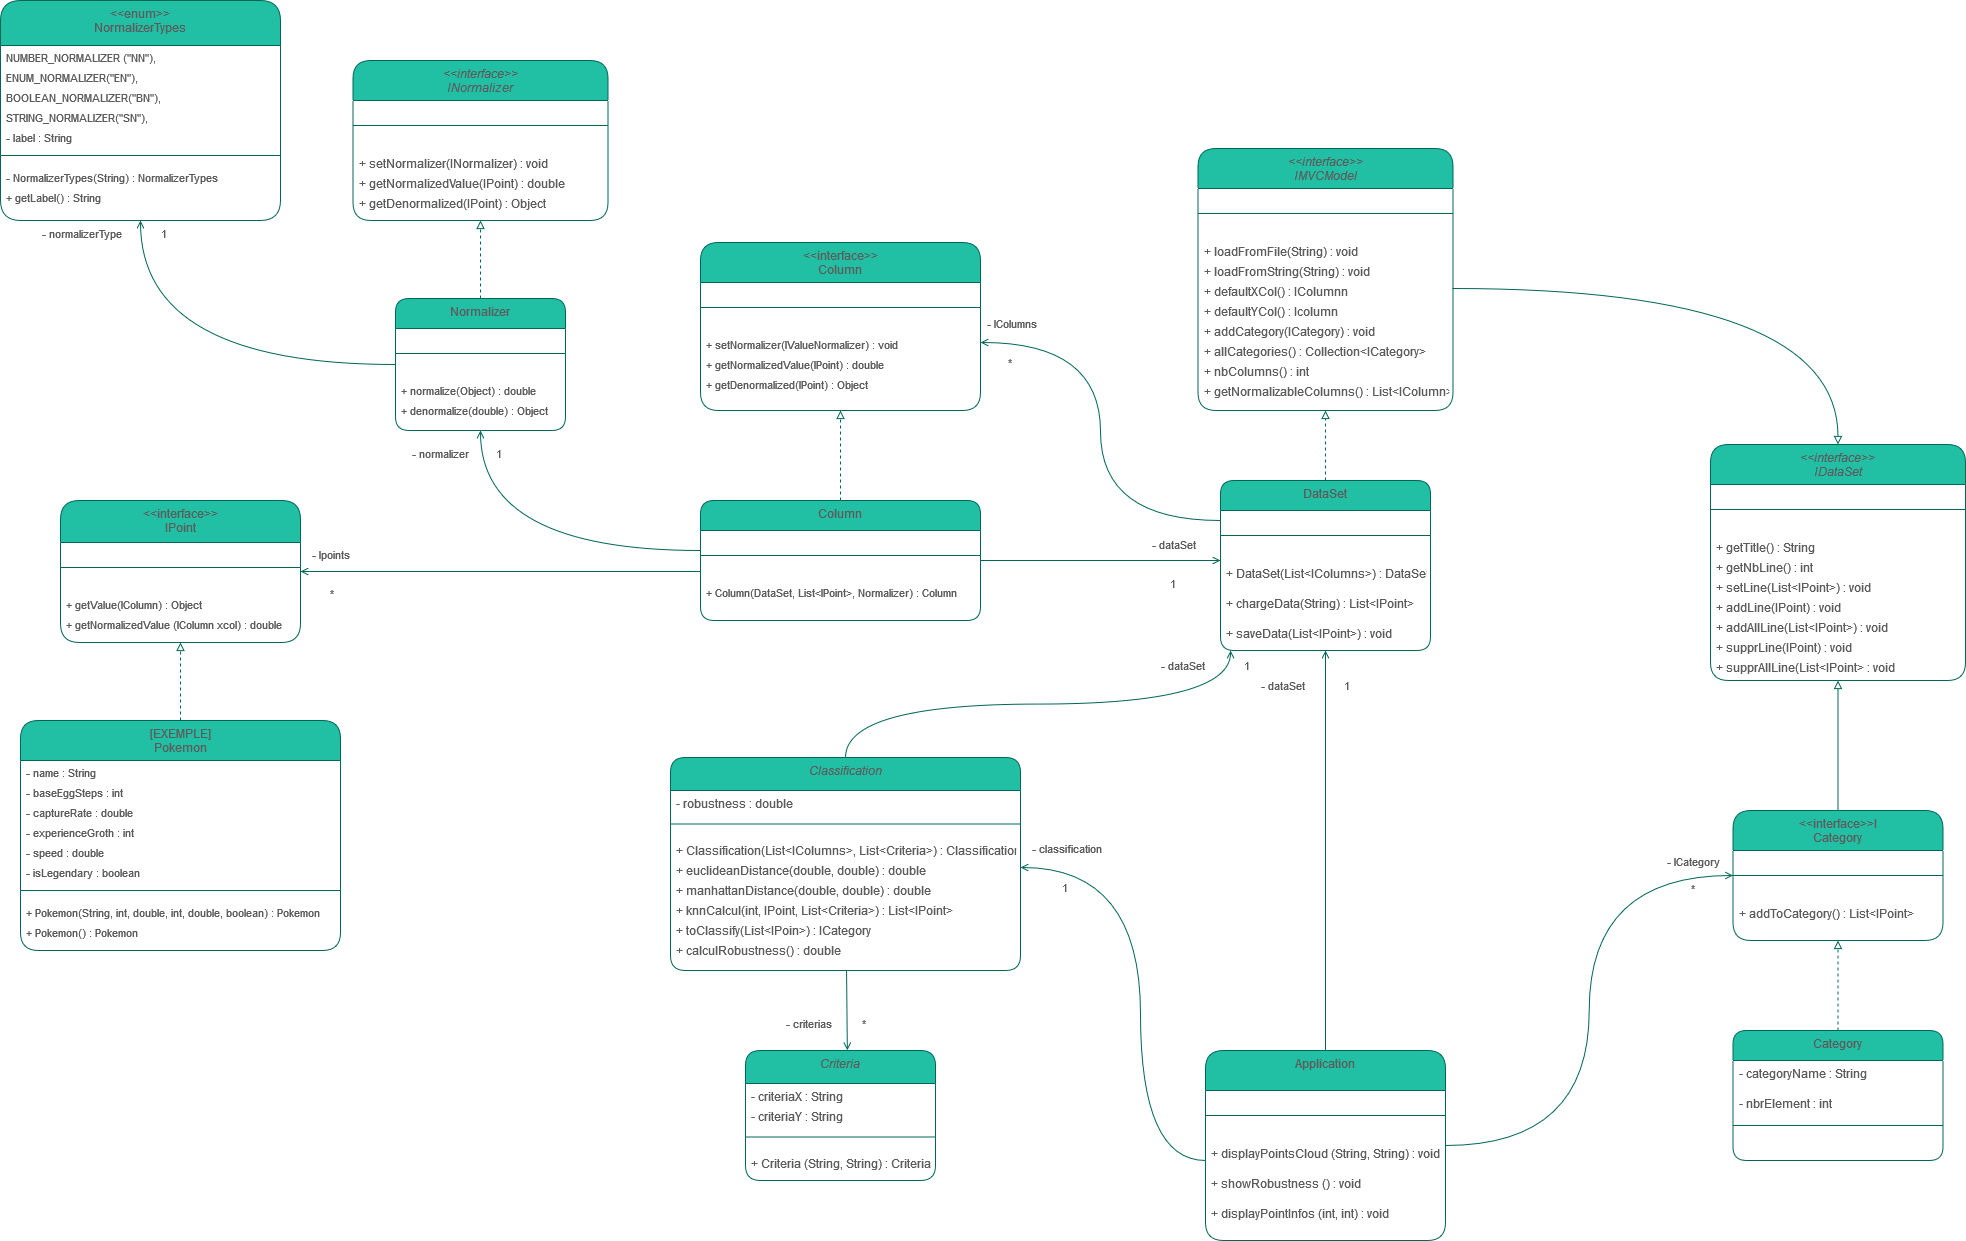 <<enum>>
NormalizerTypes
NUMBER_NORMALIZER ("NN"),
ENUM_NORMALIZER("EN"),
BOOLEAN_NORMALIZER("BN"),
STRING_NORMALIZER("SN"),
- label : String
- NormalizerTypes(String) : NormalizerTypes
+ getLabel() : String
- normalizerType
1
<<interface>>
INormalizer
+ setNormalizer(INormalizer) : void
+ getNormalizedValue(IPoint) : double
+ getDenormalized(IPoint) : Object
Normalizer
+ normalize(Object) : double
+ denormalize(double) : Object
- normalizer
1
<<interface>>
Column
+ setNormalizer(IValueNormalizer) : void
+ getNormalizedValue(IPoint) : double
+ getDenormalized(IPoint) : Object
- IColumns
*
<<interface>>
IMVCModel
+ loadFromFile(String) : void
+ loadFromString(String) : void
+ defaultXCol() : IColumnn
+ defaultYCol() : Icolumn
+ addCategory(ICategory) : void
+ allCategories() : Collection<ICategory>
+ nbColumns() : int
+ getNormalizableColumns() : List<IColumn>
<<interface>>
IDataSet
+ getTitle() : String
+ getNbLine() : int
+ setLine(List<IPoint>) : void
+ addLine(IPoint) : void
+ addAllLine(List<IPoint>) : void
+ supprLine(IPoint) : void
+ supprAllLine(List<IPoint> : void
<<interface>>
IPoint
+ getValue(IColumn) : Object
+ getNormalizedValue (IColumn xcol) : double
- Ipoints
*
Column
+ Column(DataSet, List<IPoint>, Normalizer) : Column
- dataSet
1
DataSet
+ DataSet(List<IColumns>) : DataSe
+ chargeData(String) : List<IPoint>
+ saveData(List<IPoint>) : void
- dataSet
1
- dataSet
1
[EXEMPLE]
Pokemon
- name : String
- baseEggSteps : int
- captureRate : double
- experienceGroth : int
- speed : double
- isLegendary : boolean
+ Pokemon(String, int, double, int, double, boolean) : Pokemon
+ Pokemon() : Pokemon
Classification
- robustness : double
+ Classification(List<IColumns>, List<Criteria>) : Classification
+ euclideanDistance(double, double) : double
+ manhattanDistance(double, double) : double
+ knnCalcul(int, IPoint, List<Criteria>) : List<IPoint>
+ toClassify(List<IPoin>) : ICategory
+ calculRobustness() : double
- classification
1
- criterias
*
Criteria
- criteriaX : String
- criteriaY : String
+ Criteria (String, String) : Criteria
Application
+ displayPointsCloud (String, String) : void
+ showRobustness () : void
+ displayPointInfos (int, int) : void
<<interface>>I
Category
+ addToCategory() : List<IPoint>
- ICategory
*
Category
- categoryName : String
- nbrElement : int